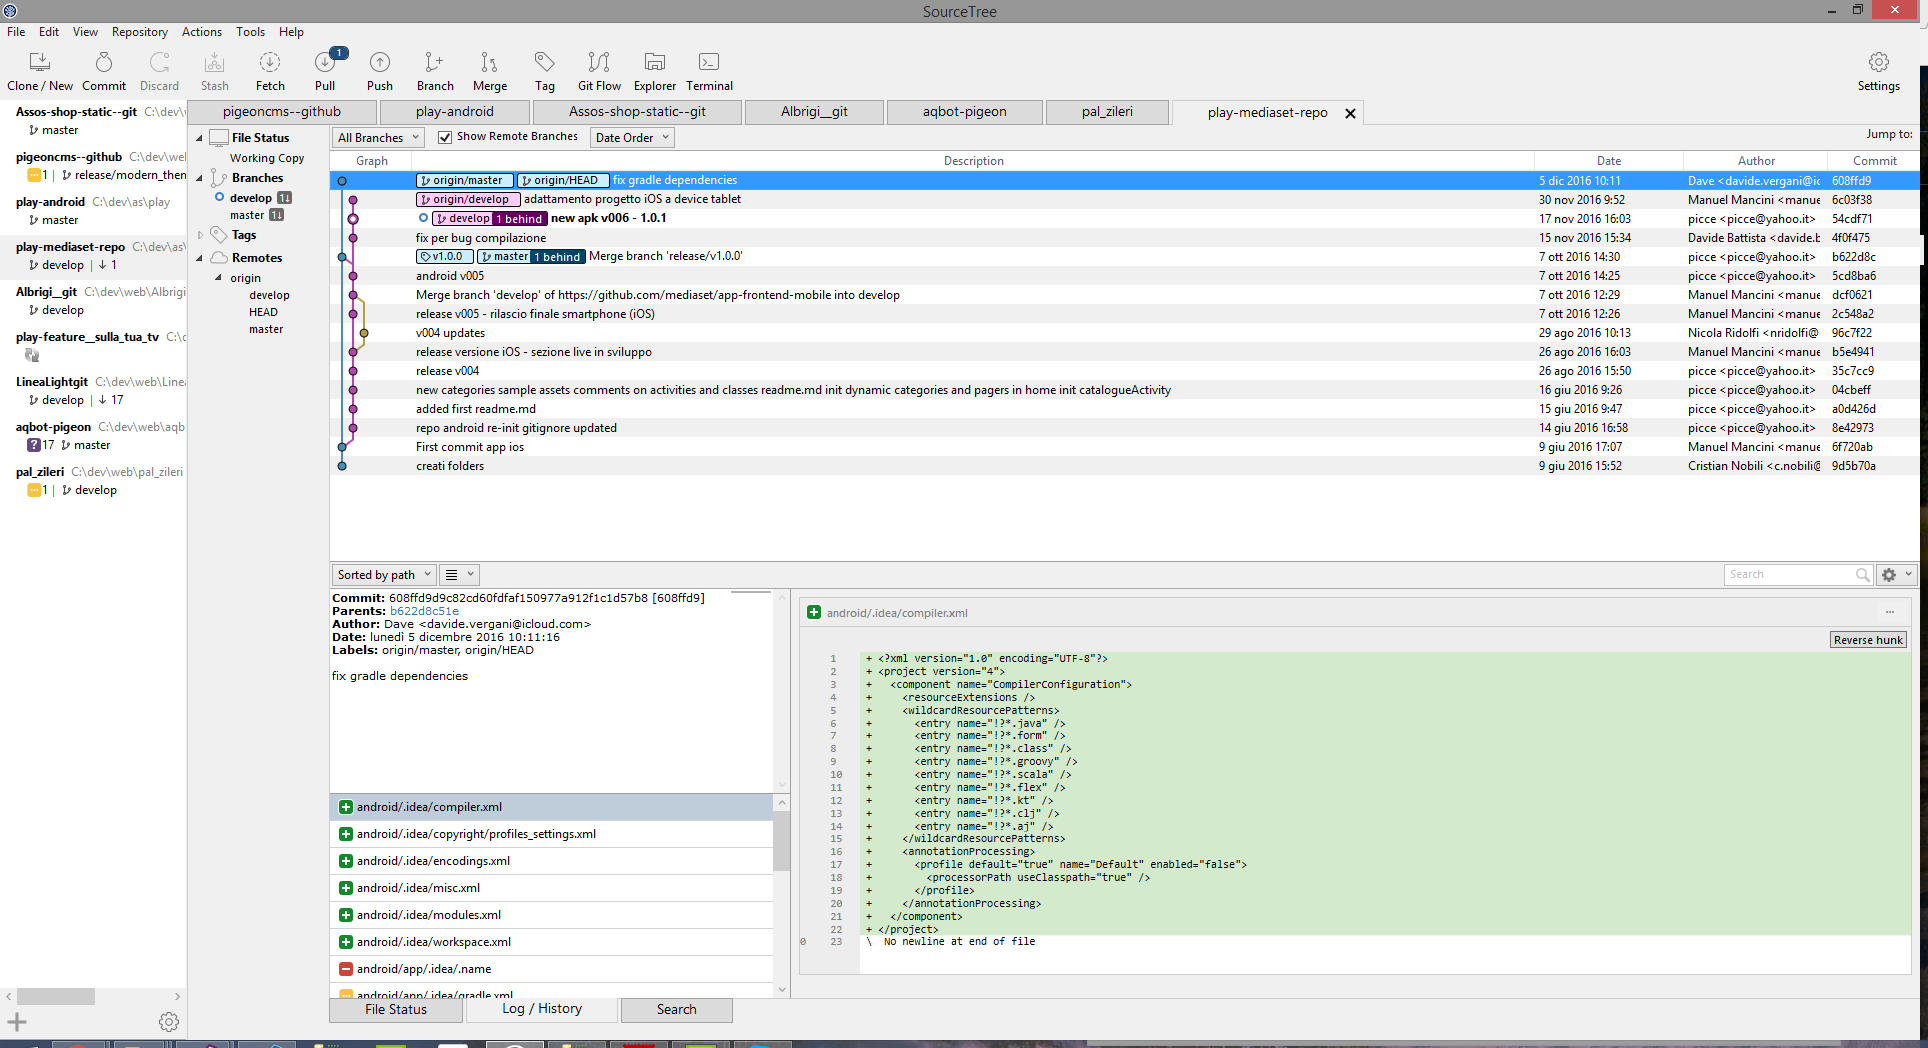 SourceTree
File Edit View Repository Actions Tools Help
1
Clone / New Commit Discard Stash Fetch Pull Push Branch Merge Tag Git Flow Explorer Terminal Settings
pigeoncms--github play-android Assos-shop-static--git Albrigi__git aqbot-pigeon pal_zileri play-mediaset-repo
Assos-shop-static--git C:\dev\
master
pigeoncms--github C:\dev\we
1 | release/modern_then
play-android C:\dev\as\play
master
play-mediaset-repo C:\dev\as\
develop | 1
Albrigi__git C:\dev\web\Albrigi
develop
play-feature__sulla_tua_tv C:\
LineaLightgit C:\dev\web\Linea
develop | 17
aqbot-pigeon C:\dev\web\aqb
? 17 master
pal_zileri C:\dev\web\pal_zileri
1 | develop
File Status
Working Copy
Branches
develop 1
master 1
Tags
Remotes
origin
develop
HEAD
master
All Branches Show Remote Branches Date Order Jump to:
Graph Description Date Author Commit
origin/master origin/HEAD fix gradle dependencies 5 dic 2016 10:11 Dave <davide.vergani@ic 608ffd9
origin/develop adattamento progetto iOS a device tablet 30 nov 2016 9:52 Manuel Mancini <manue 6c03f38
develop 1 behind new apk v006 - 1.0.1 17 nov 2016 16:03 picce <picce@yahoo.it> 54cdf71
fix per bug compilazione 15 nov 2016 15:34 Davide Battista <davide.b 4f0f475
v1.0.0 master 1 behind Merge branch 'release/v1.0.0' 7 ott 2016 14:30 picce <picce@yahoo.it> b622d8c
android v005 7 ott 2016 14:25 picce <picce@yahoo.it> 5cd8ba6
Merge branch 'develop' of https://github.com/mediaset/app-frontend-mobile into develop 7 ott 2016 12:29 Manuel Mancini <manue dcf0621
release v005 - rilascio finale smartphone (iOS) 7 ott 2016 12:26 Manuel Mancini <manue 2c548a2
v004 updates 29 ago 2016 10:13 Nicola Ridolfi <nridolfi@ 96c7f22
release versione iOS - sezione live in sviluppo 26 ago 2016 16:03 Manuel Mancini <manue b5e4941
release v004 26 ago 2016 15:50 picce <picce@yahoo.it> 35c7cc9
new categories sample assets comments on activities and classes readme.md init dynamic categories and pagers in home init catalogueActivity 16 giu 2016 9:26 picce <picce@yahoo.it> 04cbeff
added first readme.md 15 giu 2016 9:47 picce <picce@yahoo.it> a0d426d
repo android re-init gitignore updated 14 giu 2016 16:58 picce <picce@yahoo.it> 8e42973
First commit app ios 9 giu 2016 17:07 Manuel Mancini <manue 6f720ab
creati folders 9 giu 2016 15:52 Cristian Nobili <c.nobili@ 9d5b70a
Sorted by path Search
Commit: 608ffd9d9c82cd60fdfaf150977a912f1c1d57b8 [608ffd9]
Parents: b622d8c51e
Author: Dave <davide.vergani@icloud.com>
Date: lunedì 5 dicembre 2016 10:11:16
Labels: origin/master, origin/HEAD
fix gradle dependencies
android/.idea/compiler.xml
android/.idea/copyright/profiles_settings.xml
android/.idea/encodings.xml
android/.idea/misc.xml
android/.idea/modules.xml
android/.idea/workspace.xml
android/app/.idea/.name
android/app/.idea/gradle.xml
android/.idea/compiler.xml ...
Reverse hunk
1 + <?xml version="1.0" encoding="UTF-8"?>
2 + <project version="4">
3 + <component name="CompilerConfiguration">
4 + <resourceExtensions />
5 + <wildcardResourcePatterns>
6 + <entry name="!?*.java" />
7 + <entry name="!?*.form" />
8 + <entry name="!?*.class" />
9 + <entry name="!?*.groovy" />
10 + <entry name="!?*.scala" />
11 + <entry name="!?*.flex" />
12 + <entry name="!?*.kt" />
13 + <entry name="!?*.clj" />
14 + <entry name="!?*.aj" />
15 + </wildcardResourcePatterns>
16 + <annotationProcessing>
17 + <profile default="true" name="Default" enabled="false">
18 + <processorPath useClasspath="true" />
19 + </profile>
20 + </annotationProcessing>
21 + </component>
22 + </project>
0 23 \ No newline at end of file
File Status Log / History Search